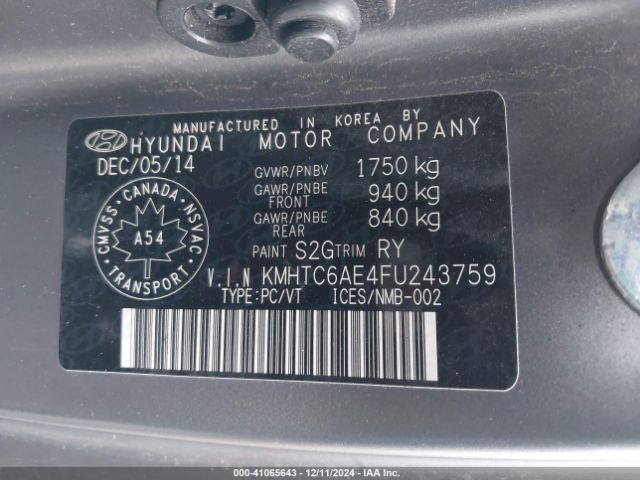 MANUFACTURED IN KOREA BY
HYUNDAI MOTOR COMPANY
DEC/05/14
GVWR/PNBV 1750 kg
GAWR/PNBE FRONT 940 kg
GAWR/PNBE REAR 840 kg
PAINT S2G TRIM RY
CANADA
CMVSS NSVAC
A54
TRANSPORT
V.I.N KMHTC6AE4FU243759
TYPE:PC/VT ICES/NMB-002
000-41065643 - 12/11/2024 - IAA Inc.